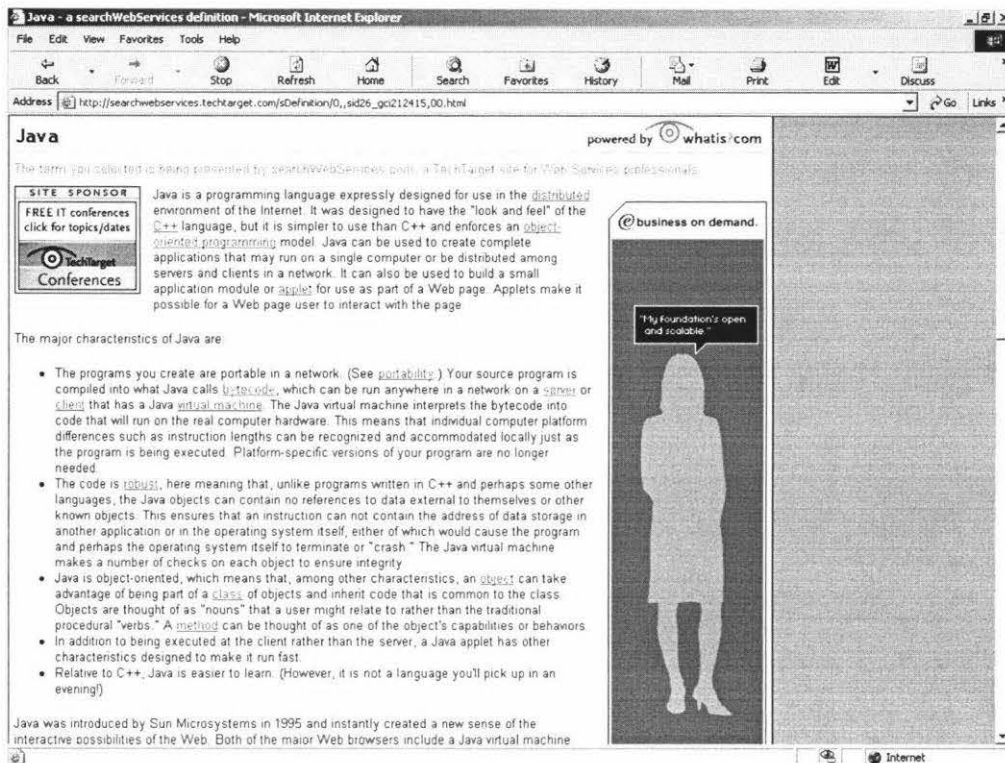 Java - a searchWebServices definition - Microsoft Internet Explorer
File Edit View Favorites Tools Help
Back Forward Stop Refresh Home Search Favorites History Mail Print Edit Discuss
Address http://searchwebservices.techtarget.com/sDefinition/0,,sid26_gci212415,00.html Go Links
Java
powered by whatis?com
The term you selected is being presented by searchWebServices.com, a TechTarget site for Web Services professionals.
SITE SPONSOR
FREE IT conferences
click for topics/dates
TechTarget
Conferences
Java is a programming language expressly designed for use in the distributed
environment of the Internet. It was designed to have the "look and feel" of the
C++ language, but it is simpler to use than C++ and enforces an object-
oriented programming model. Java can be used to create complete
applications that may run on a single computer or be distributed among
servers and clients in a network. It can also be used to build a small
application module or applet for use as part of a Web page. Applets make it
possible for a Web page user to interact with the page
e business on demand.
"My foundation's open
and scalable."
The major characteristics of Java are
• The programs you create are portable in a network. (See portability.) Your source program is
compiled into what Java calls bytecode, which can be run anywhere in a network on a server or
client that has a Java virtual machine. The Java virtual machine interprets the bytecode into
code that will run on the real computer hardware. This means that individual computer platform
differences such as instruction lengths can be recognized and accommodated locally just as
the program is being executed. Platform-specific versions of your program are no longer
needed.
• The code is robust, here meaning that, unlike programs written in C++ and perhaps some other
languages, the Java objects can contain no references to data external to themselves or other
known objects. This ensures that an instruction can not contain the address of data storage in
another application or in the operating system itself, either of which would cause the program
and perhaps the operating system itself to terminate or "crash." The Java virtual machine
makes a number of checks on each object to ensure integrity
• Java is object-oriented, which means that, among other characteristics, an object can take
advantage of being part of a class of objects and inherit code that is common to the class.
Objects are thought of as "nouns" that a user might relate to rather than the traditional
procedural "verbs." A method can be thought of as one of the object's capabilities or behaviors
• In addition to being executed at the client rather than the server, a Java applet has other
characteristics designed to make it run fast.
• Relative to C++, Java is easier to learn. (However, it is not a language you'll pick up in an
evening!)
Java was introduced by Sun Microsystems in 1995 and instantly created a new sense of the
interactive possibilities of the Web. Both of the major Web browsers include a Java virtual machine
Internet